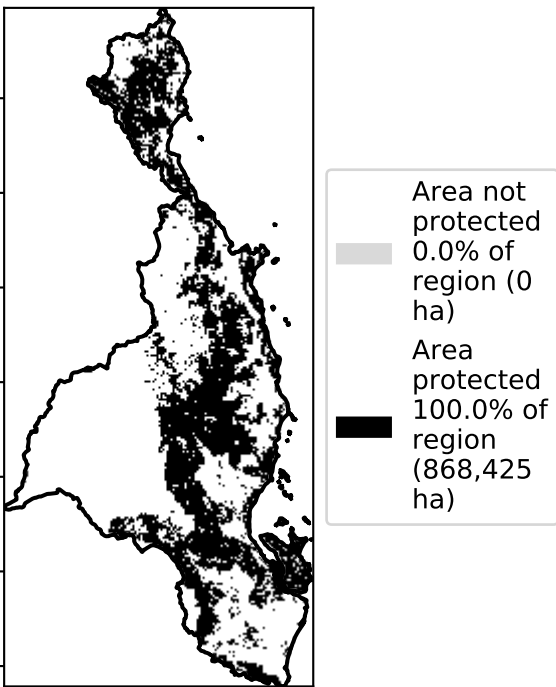 Area not
protected
0.0% of
region (0
ha)
Area
protected
100.0% of
region
(868,425
ha)